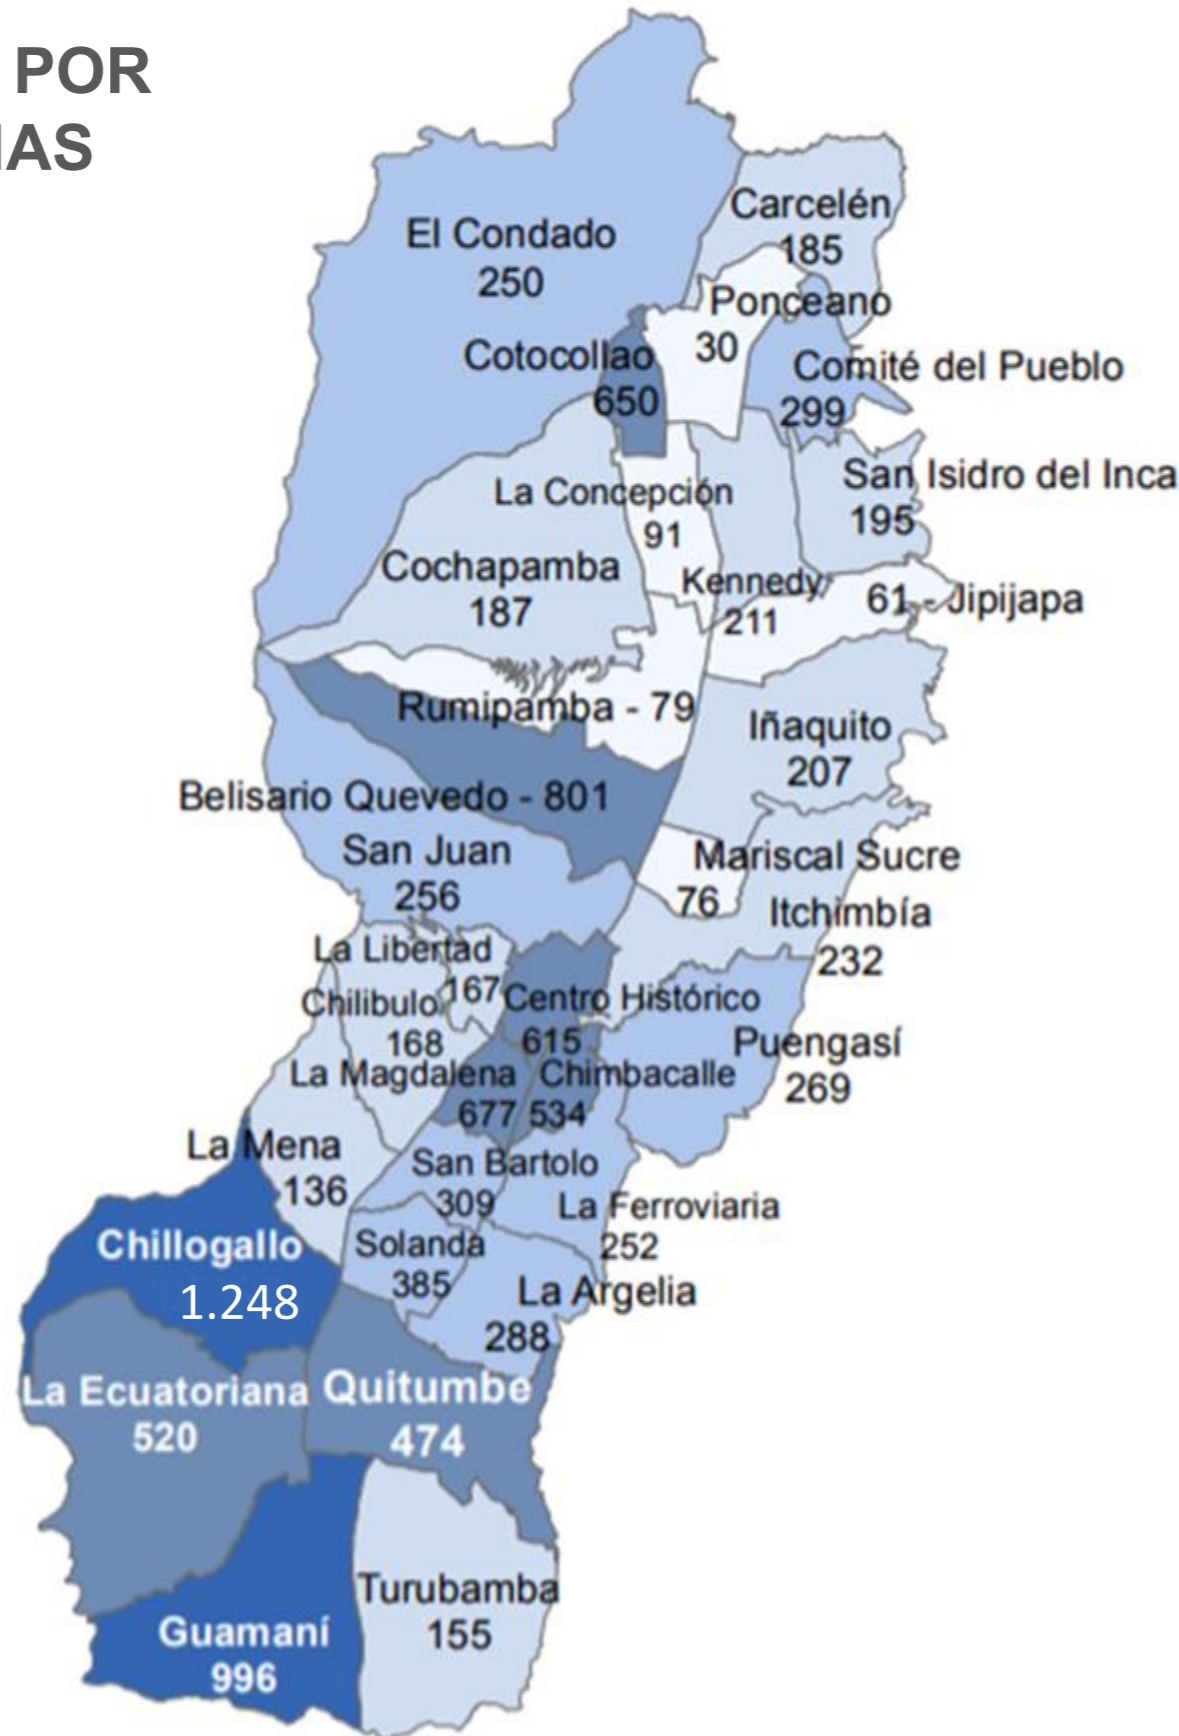 POR
El Condado
250
Carcelén
185
Ponceano
30
Cotocollao
650
Comité del Pueblo
299
La Concepción
91
San Isidro del Inca
195
Cochapamba
187
Kennedy
211
61 - Jipijapa
Rumipamba - 79
Iñaquito
207
Belisario Quevedo - 801
San Juan
256
Mariscal Sucre
76
Itchimbía
232
La Libertad
167
Chilibulo
168
Centro Histórico
615
Puengasí
269
La Magdalena
677
Chimbacalle
534
La Mena
136
San Bartolo
309
La Ferroviaria
252
Chillogallo
1.248
Solanda
385
La Argelia
288
La Ecuatoriana
520
Quitumbe
474
Turubamba
155
Guamaní
996